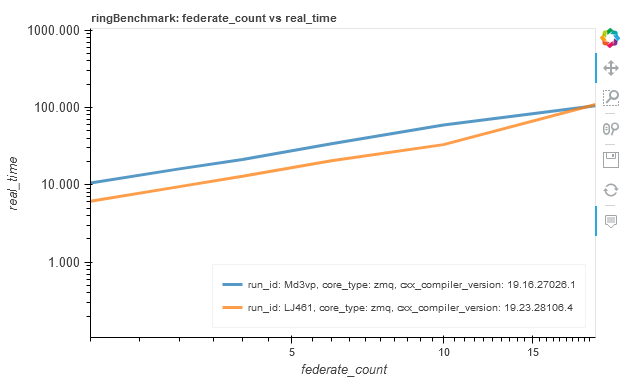 ringBenchmark: federate_count vs real_time
1000.000
100.000
10.000
1.000
real_time
run_id: Md3vp, core_type: zmq, cxx_compiler_version: 19.16.27026.1
run_id: LJ461, core_type: zmq, cxx_compiler_version: 19.23.28106.4
5
10
15
federate_count